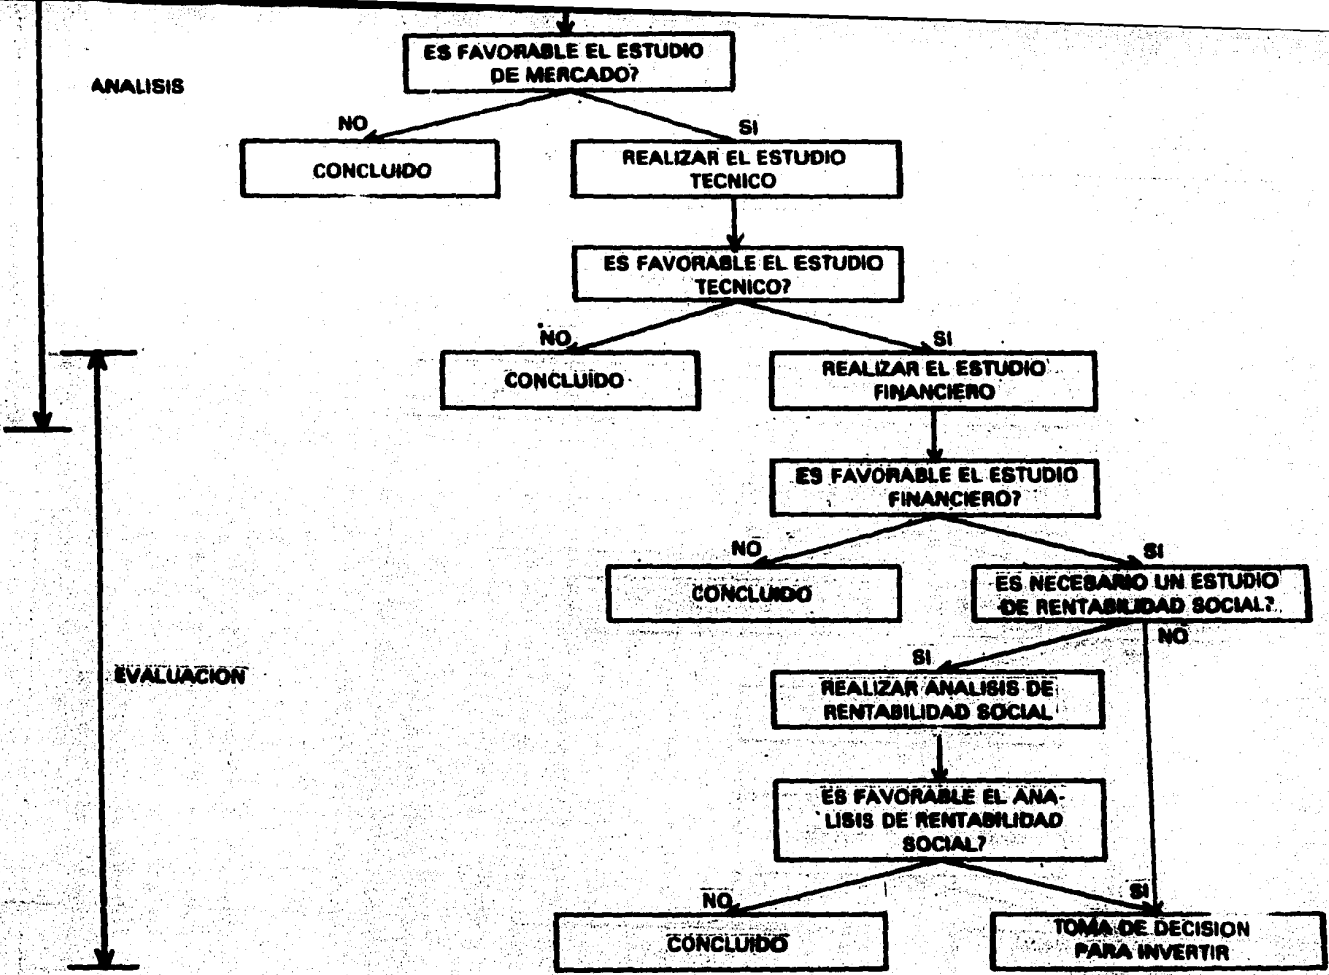 ES FAVORABLE EL ESTUDIO
DE MERCADO?
ANALISIS
NO
SI
CONCLUIDO
REALIZAR EL ESTUDIO
TECNICO
ES FAVORABLE EL ESTUDIO
TECNICO?
NO
SI
CONCLUIDO
REALIZAR EL ESTUDIO
FINANCIERO
ES FAVORABLE EL ESTUDIO
FINANCIERO?
NO
SI
CONCLUIDO
ES NECESARIO UN ESTUDIO
DE RENTABILIDAD SOCIAL?
NO
SI
EVALUACION
REALIZAR ANALISIS DE
RENTABILIDAD SOCIAL
ES FAVORABLE EL ANA-
LISIS DE RENTABILIDAD
SOCIAL?
NO
SI
CONCLUIDO
TOMA DE DECISION
PARA INVERTIR